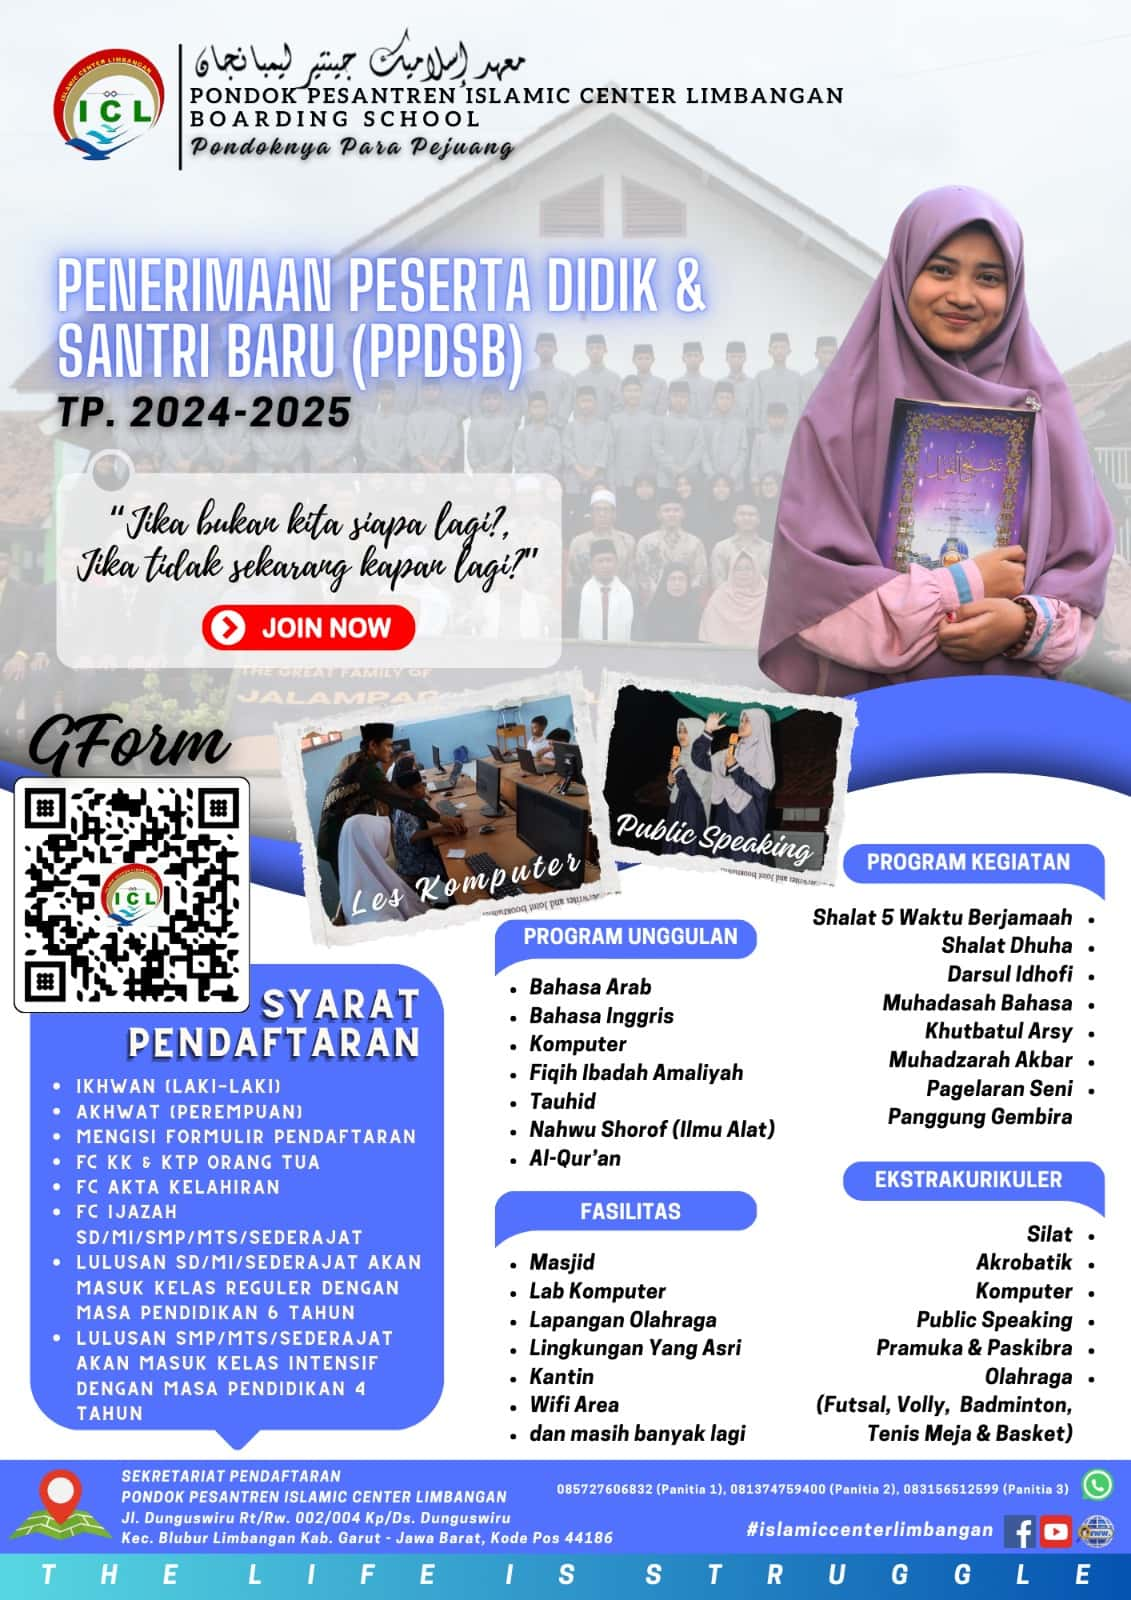 معهد إسلاميك جينتير ليمبانجان
PONDOK PESANTREN ISLAMIC CENTER LIMBANGAN
BOARDING SCHOOL
Pondoknya Para Pejuang
ISLAMIC CENTER LIMBANGAN
ICL
PENERIMAAN PESERTA DIDIK &
SANTRI BARU (PPDSB)
TP. 2024-2025
"Jika bukan kita siapa lagi?,
Jika tidak sekarang kapan lagi?"
JOIN NOW
THE GREAT FAMILY OF
GForm
ICL
Les Komputer
Public Speaking
SYARAT
PENDAFTARAN
• IKHWAN (LAKI-LAKI)
• AKHWAT (PEREMPUAN)
• MENGISI FORMULIR PENDAFTARAN
• FC KK & KTP ORANG TUA
• FC AKTA KELAHIRAN
• FC IJAZAH
SD/MI/SMP/MTS/SEDERAJAT
• LULUSAN SD/MI/SEDERAJAT AKAN
MASUK KELAS REGULER DENGAN
MASA PENDIDIKAN 6 TAHUN
• LULUSAN SMP/MTS/SEDERAJAT
AKAN MASUK KELAS INTENSIF
DENGAN MASA PENDIDIKAN 4
TAHUN
PROGRAM UNGGULAN
• Bahasa Arab
• Bahasa Inggris
• Komputer
• Fiqih Ibadah Amaliyah
• Tauhid
• Nahwu Shorof (Ilmu Alat)
• Al-Qur'an
FASILITAS
• Masjid
• Lab Komputer
• Lapangan Olahraga
• Lingkungan Yang Asri
• Kantin
• Wifi Area
• dan masih banyak lagi
PROGRAM KEGIATAN
Shalat 5 Waktu Berjamaah •
Shalat Dhuha •
Darsul Idhofi •
Muhadasah Bahasa •
Khutbatul Arsy •
Muhadzarah Akbar •
Pagelaran Seni •
Panggung Gembira
EKSTRAKURIKULER
Silat •
Akrobatik •
Komputer •
Public Speaking •
Pramuka & Paskibra •
Olahraga •
(Futsal, Volly, Badminton,
Tenis Meja & Basket)
SEKRETARIAT PENDAFTARAN
PONDOK PESANTREN ISLAMIC CENTER LIMBANGAN
Jl. Dunguswiru Rt/Rw. 002/004 Kp/Ds. Dunguswiru
Kec. Blubur Limbangan Kab. Garut - Jawa Barat, Kode Pos 44186
085727606832 (Panitia 1), 081374759400 (Panitia 2), 083156512599 (Panitia 3)
#islamiccenterlimbangan
THE LIFE IS STRUGGLE